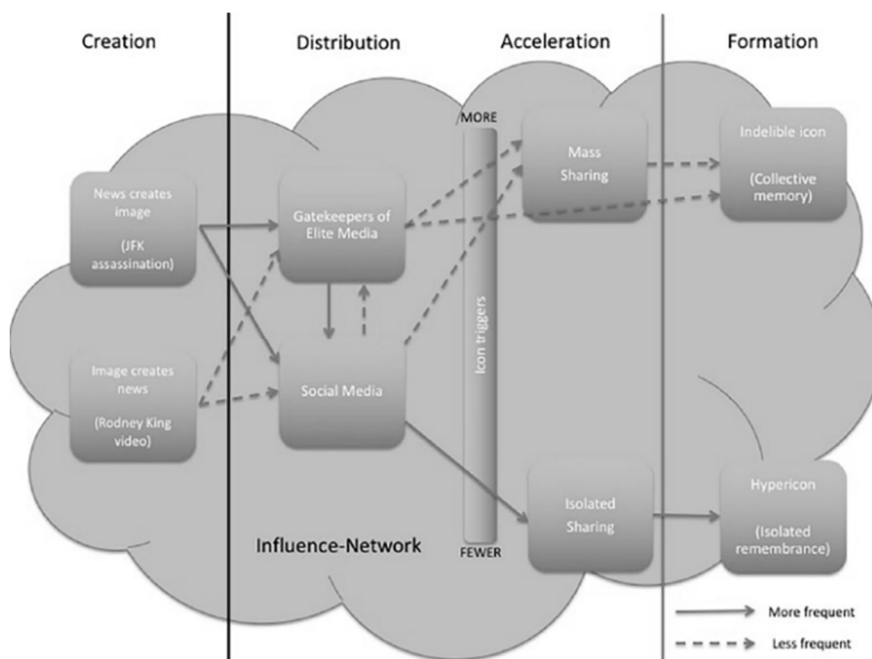 Creation
Distribution
Acceleration
Formation
MORE
News creates
image
(JFK
assassination)
Gatekeepers of
Elite Media
Mass
Sharing
Indelible icon
(Collective
memory)
Icon triggers
Image creates
news
(Rodney King
video)
Social Media
Isolated
Sharing
Hypericon
(Isolated
remembrance)
Influence-Network
FEWER
More frequent
Less frequent